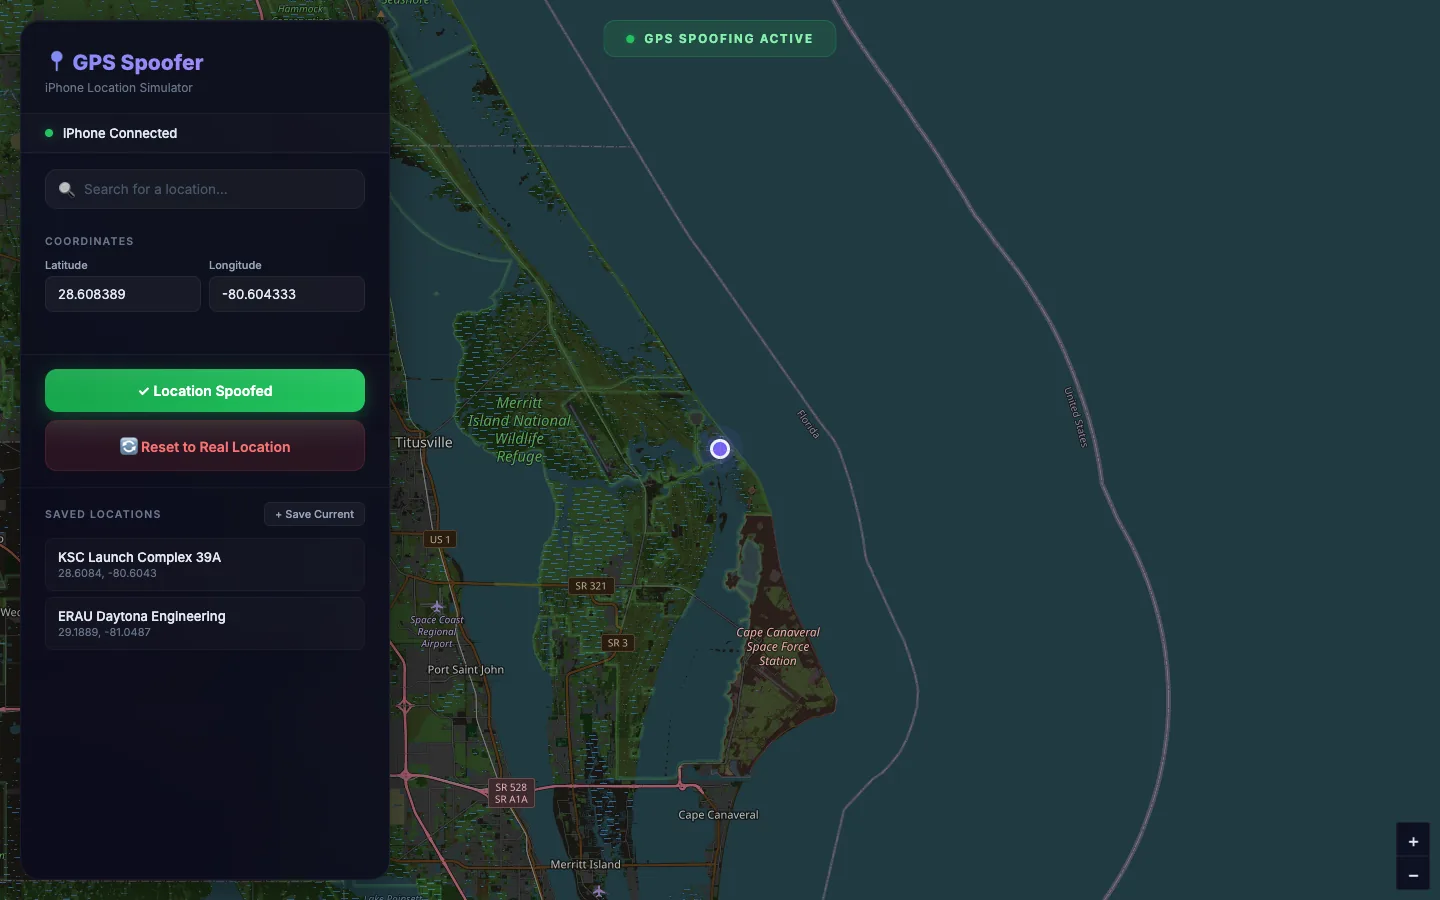 GPS Spoofer
iPhone Location Simulator
iPhone Connected
Search for a location...
COORDINATES
Latitude
Longitude
28.608389
-80.604333
✓ Location Spoofed
Reset to Real Location
SAVED LOCATIONS
+ Save Current
KSC Launch Complex 39A
28.6084, -80.6043
ERAU Daytona Engineering
29.1889, -81.0487
GPS SPOOFING ACTIVE
Hammock
Seashore
Merritt
Island National
Wildlife
Refuge
Titusville
Florida
United States
US 1
SR 321
Space Coast
Regional
Airport
SR 3
Cape Canaveral
Space Force
Station
Port Saint John
SR 528
SR A1A
Cape Canaveral
Merritt Island
+
−